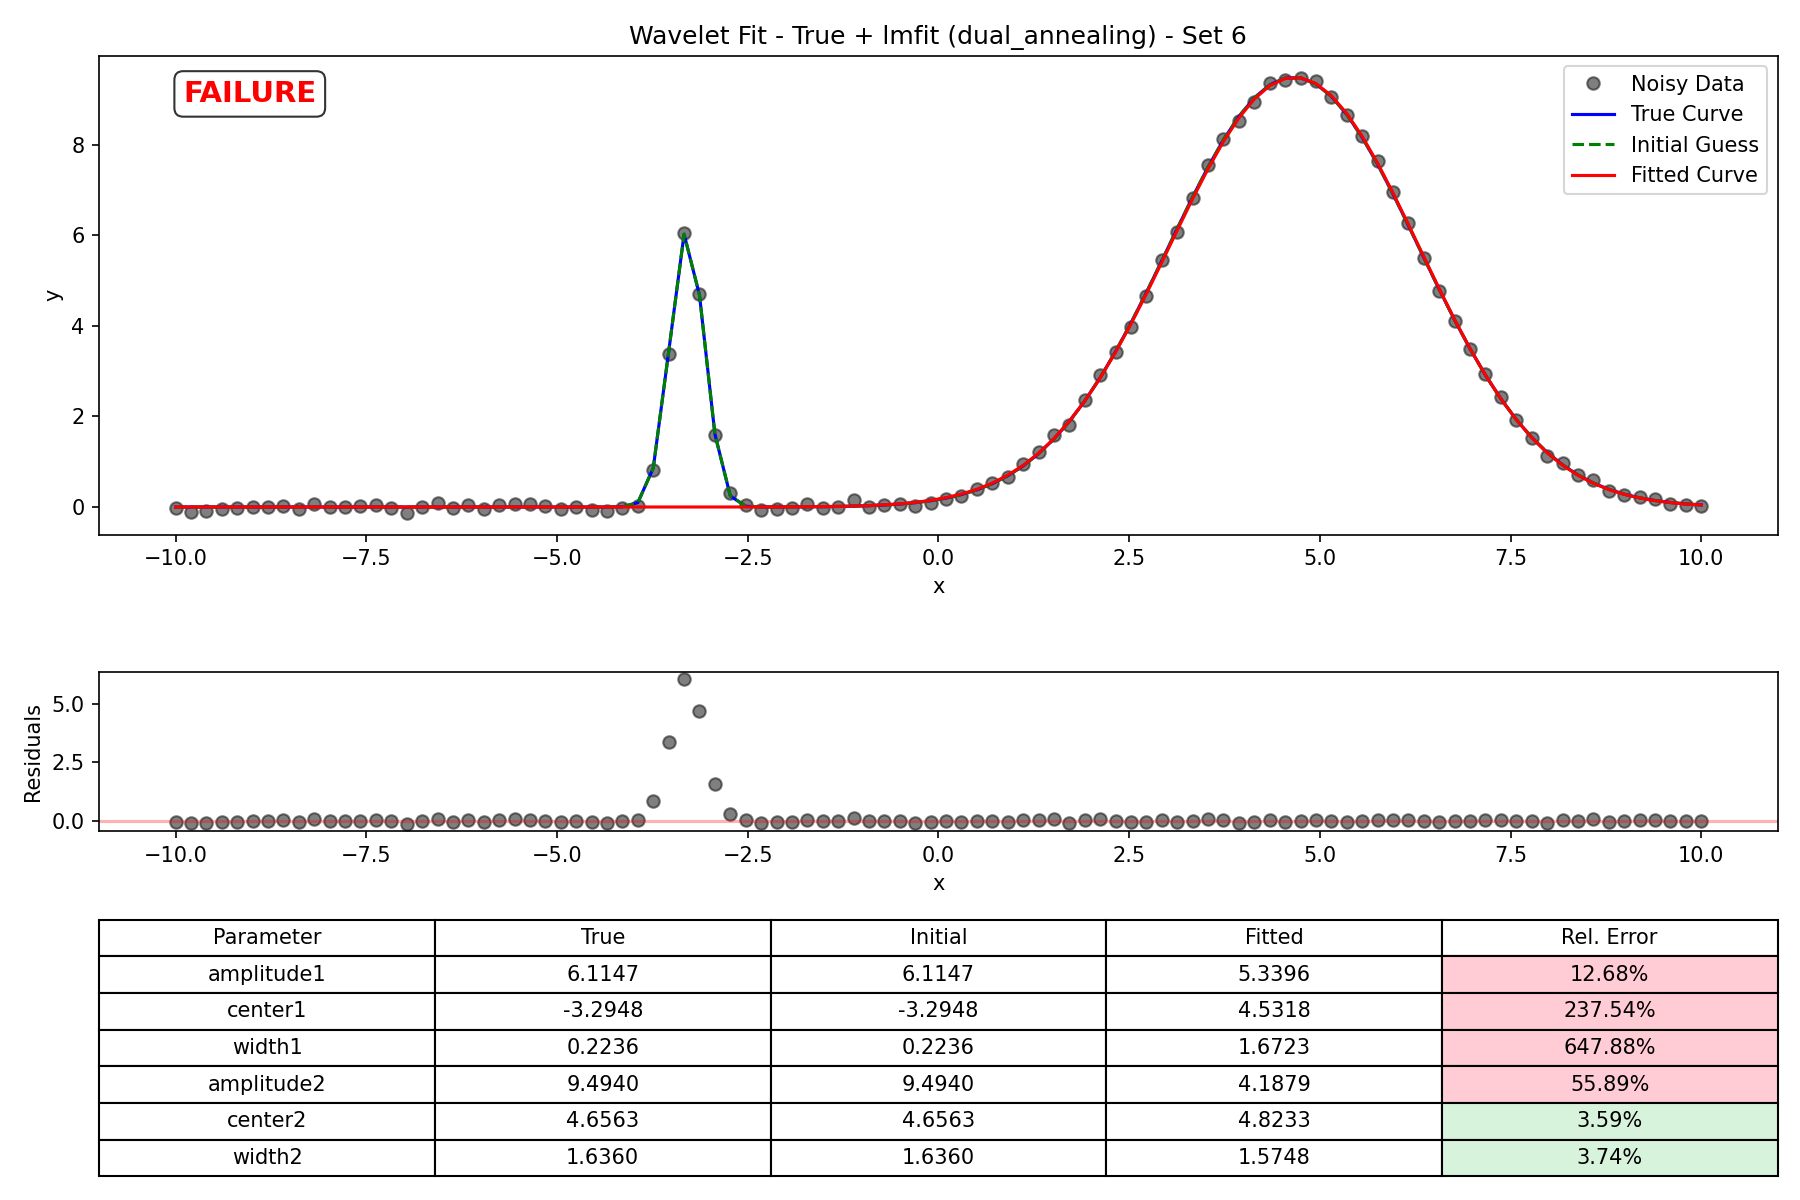 Wavelet Fit - True + lmfit (dual_annealing) - Set 6
FAILURE
Noisy Data
True Curve
Initial Guess
Fitted Curve
y
8
6
4
2
0
−10.0 −7.5 −5.0 −2.5 0.0 2.5 5.0 7.5 10.0
x
Residuals
5.0
2.5
0.0
−10.0 −7.5 −5.0 −2.5 0.0 2.5 5.0 7.5 10.0
x
Parameter True Initial Fitted Rel. Error
amplitude1 6.1147 6.1147 5.3396 12.68%
center1 -3.2948 -3.2948 4.5318 237.54%
width1 0.2236 0.2236 1.6723 647.88%
amplitude2 9.4940 9.4940 4.1879 55.89%
center2 4.6563 4.6563 4.8233 3.59%
width2 1.6360 1.6360 1.5748 3.74%